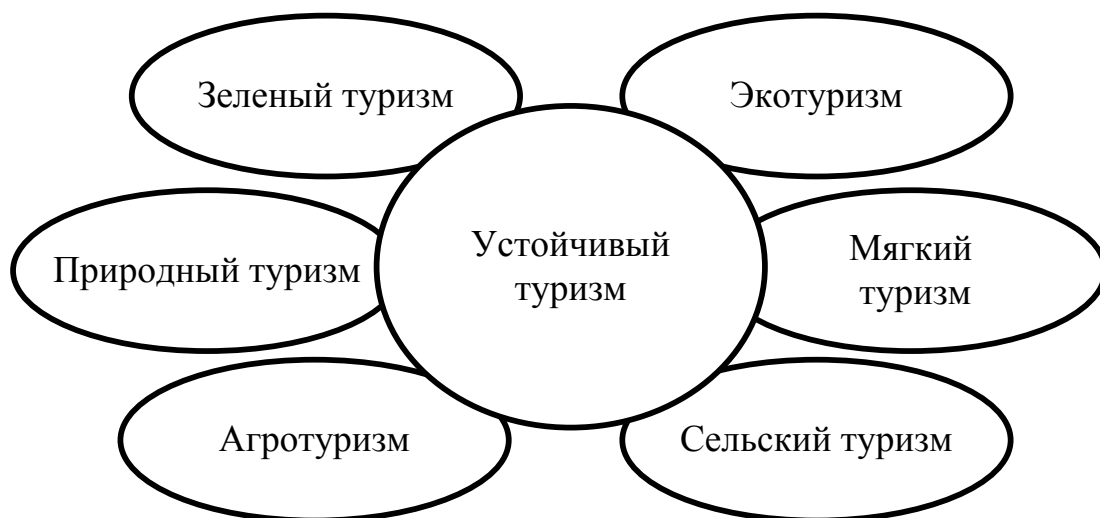 Зеленый туризм
Экотуризм
Природный туризм
Устойчивый
туризм
Мягкий
туризм
Агротуризм
Сельский туризм